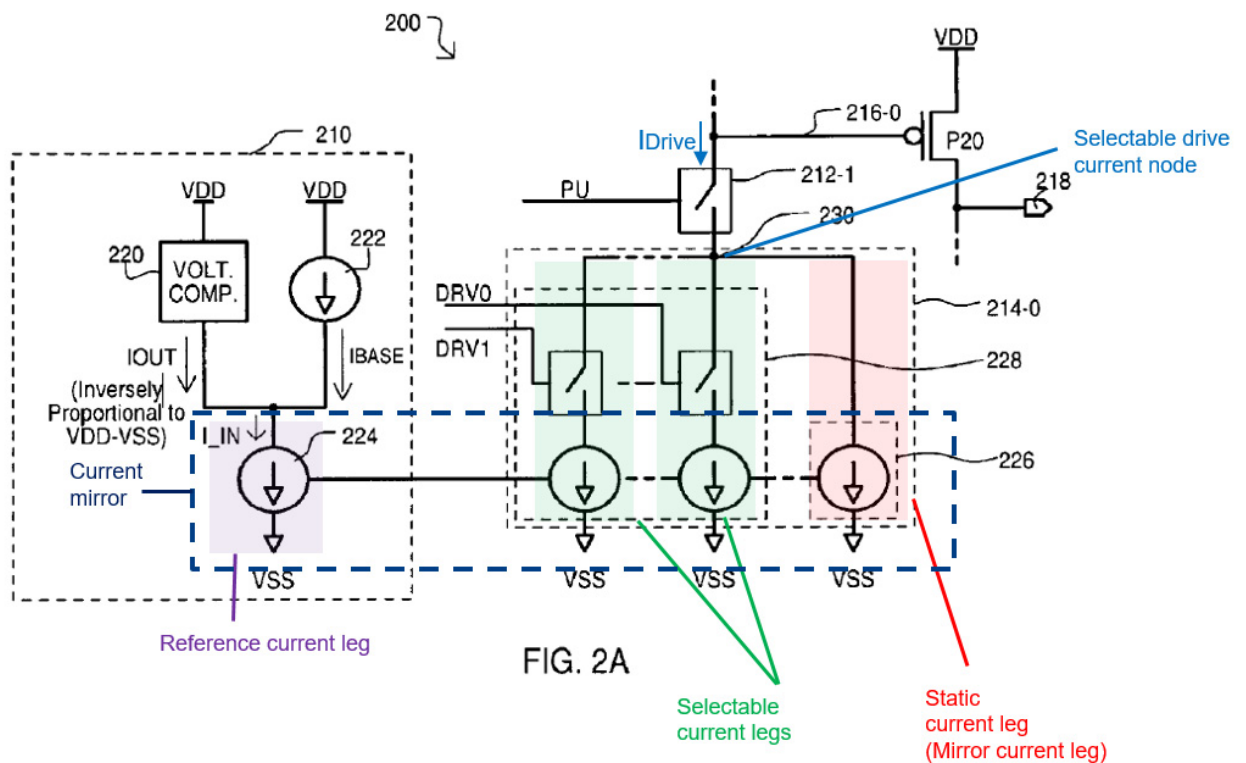 200
VDD
216-0
210
IDrive
P20
Selectable drive
current node
212-1
VDD
VDD
PU
218
230
220
VOLT.
COMP.
222
DRV0
214-0
DRV1
IOUT
IBASE
228
(Inversely
Proportional to
VDD-VSS)
I_IN
224
226
Current
mirror
VSS
VSS
VSS
VSS
Reference current leg
FIG. 2A
Selectable
current legs
Static
current leg
(Mirror current leg)